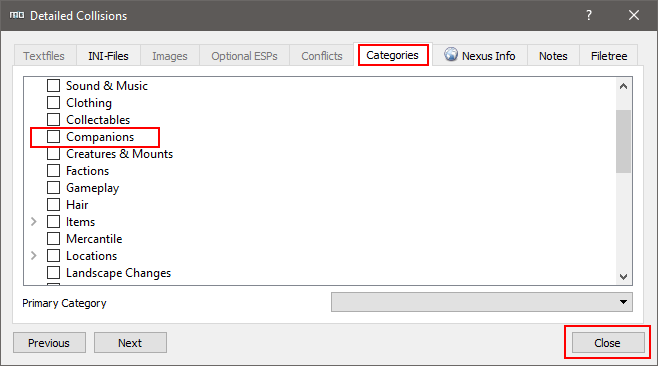 Detailed Collisions
Textfiles INI-Files Images Optional ESPs Conflicts Categories Nexus Info Notes Filetree
Sound & Music
Clothing
Collectables
Companions
Creatures & Mounts
Factions
Gameplay
Hair
Items
Mercantile
Locations
Landscape Changes
Primary Category
Previous Next Close